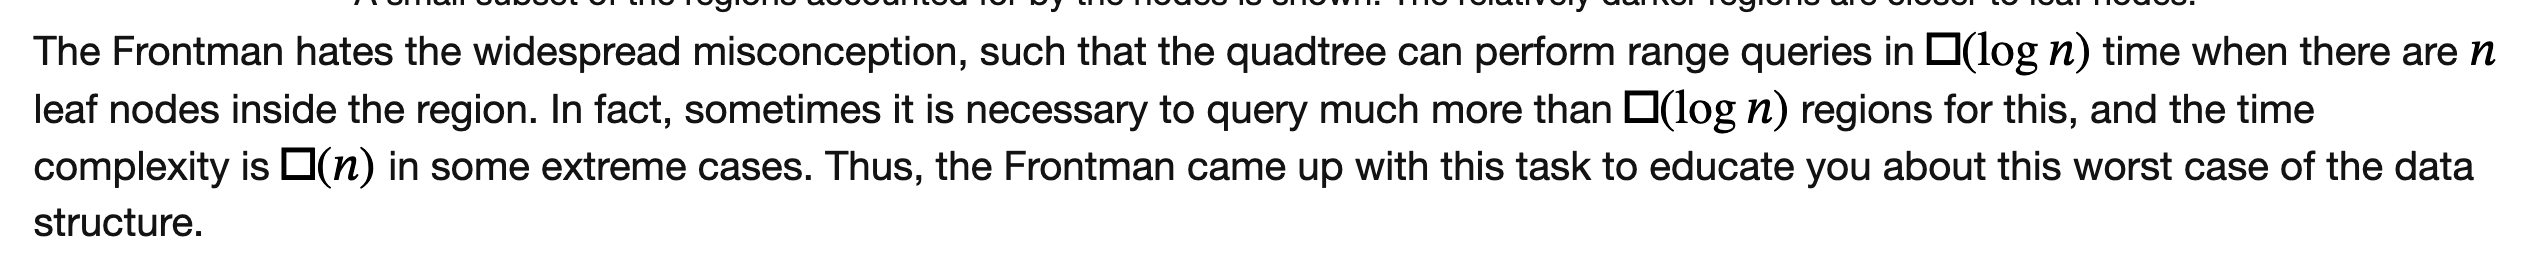 The Frontman hates the widespread misconception, such that the quadtree can perform range queries in □(log n) time when there are n
leaf nodes inside the region. In fact, sometimes it is necessary to query much more than □(log n) regions for this, and the time
complexity is □(n) in some extreme cases. Thus, the Frontman came up with this task to educate you about this worst case of the data
structure.